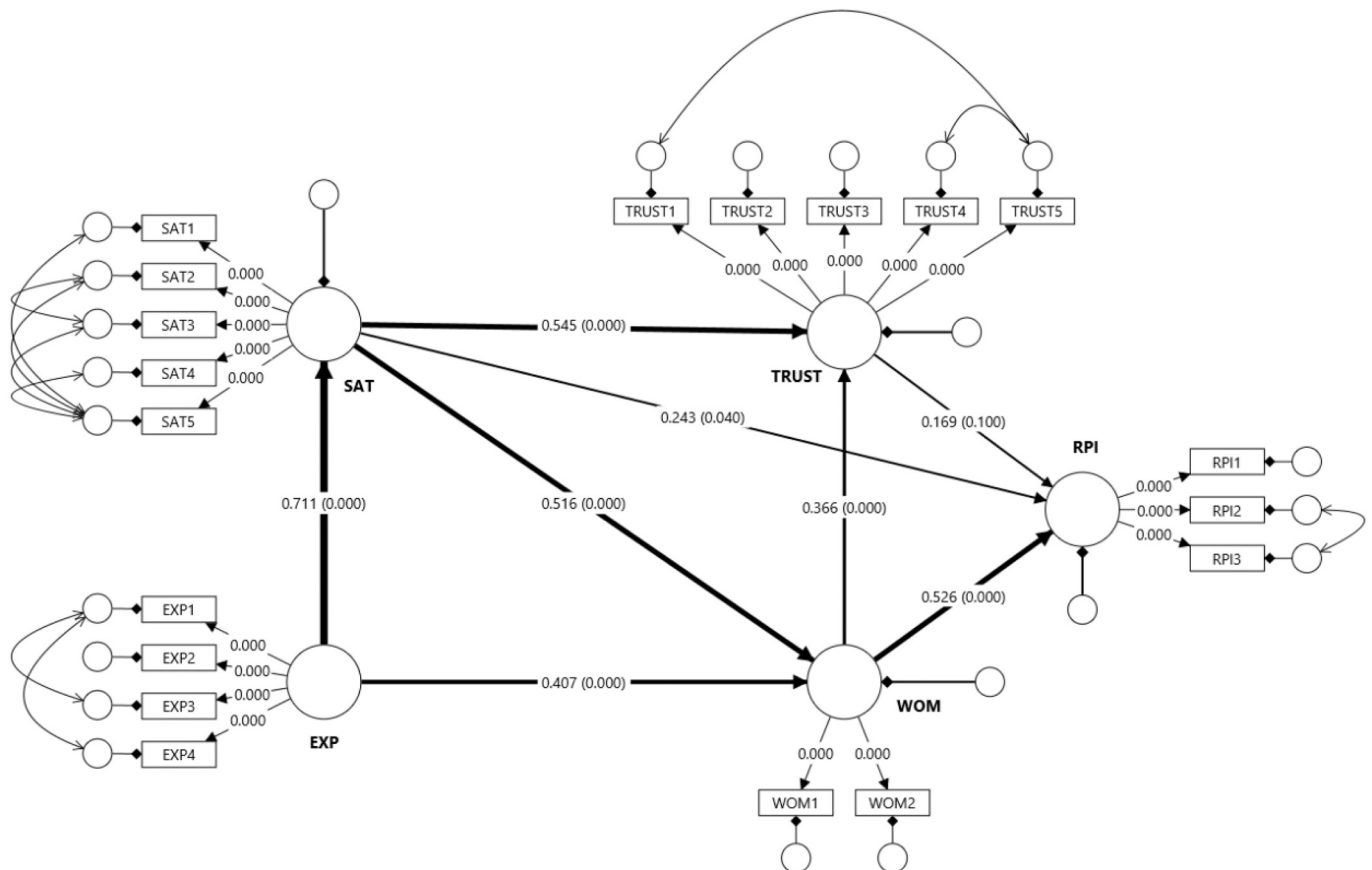 TRUST1
TRUST2
TRUST3
TRUST4
TRUST5
0.000
0.000
0.000
0.000
0.000
SAT1
SAT2
SAT3
SAT4
SAT5
0.000
0.000
0.000
0.000
0.000
SAT
0.545 (0.000)
TRUST
0.243 (0.040)
0.169 (0.100)
RPI
RPI1
RPI2
RPI3
0.000
0.000
0.000
0.711 (0.000)
0.516 (0.000)
0.366 (0.000)
0.526 (0.000)
EXP1
EXP2
EXP3
EXP4
0.000
0.000
0.000
0.000
EXP
0.407 (0.000)
WOM
0.000
0.000
WOM1
WOM2